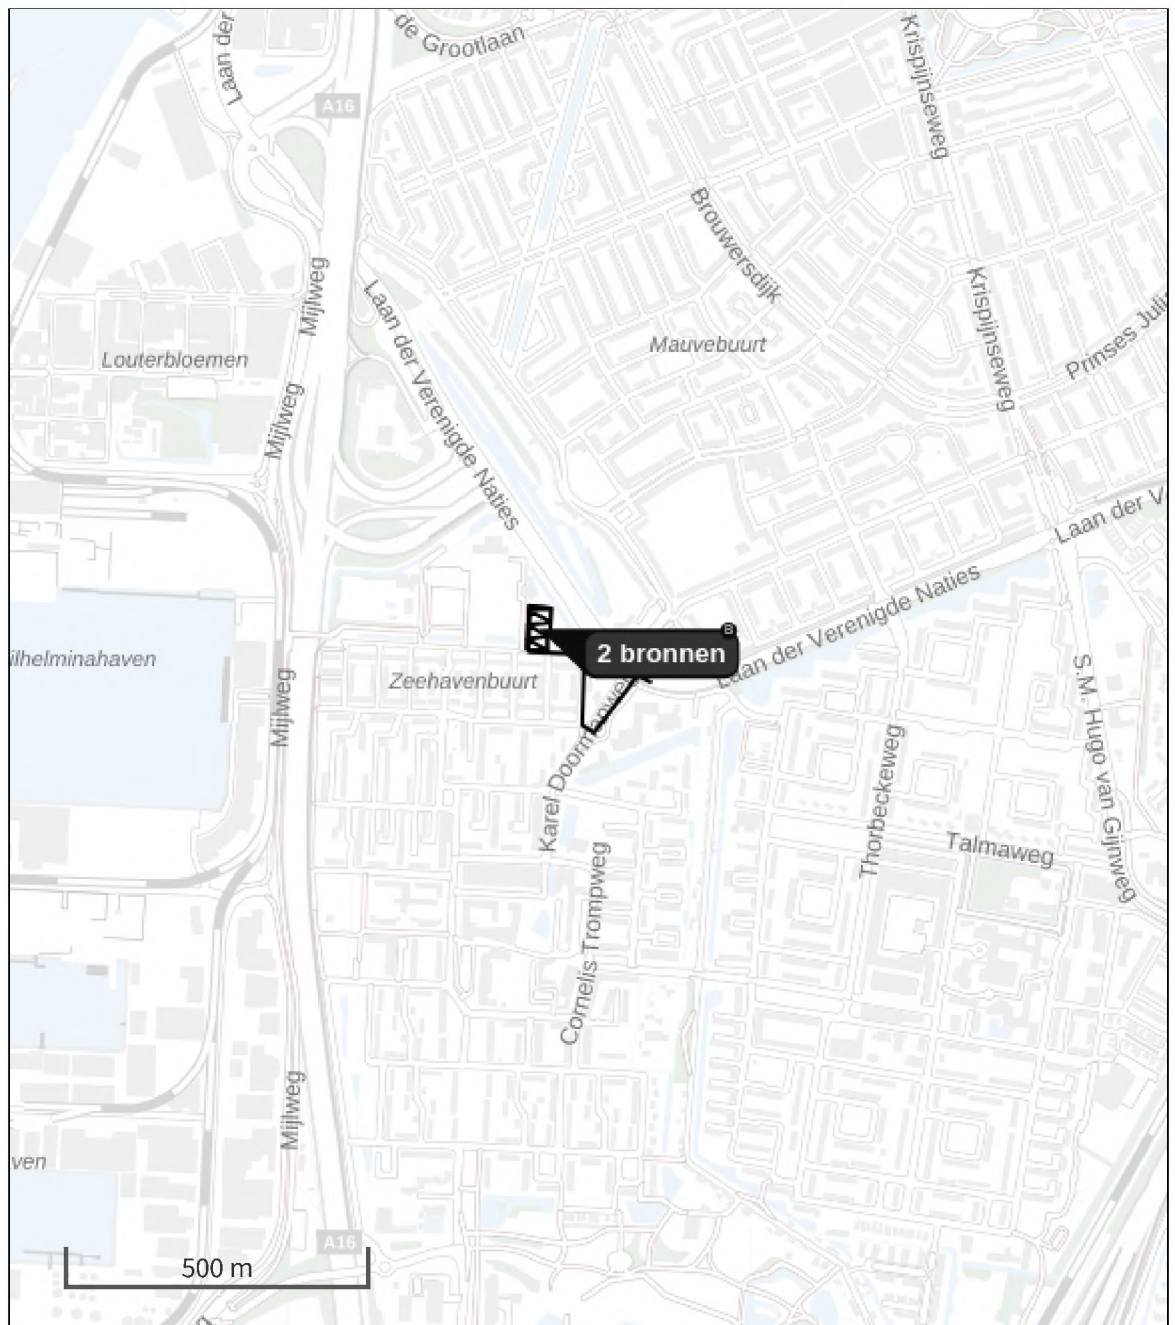 Laan der
de Grootlaan
Krispijnseweg
A16
Brouwersdijk
Mijlweg
Laan der Verenigde Naties
Krispijnseweg
Prinses Juli
Mauvebuurt
Louterbloemen
Mijlweg
Laan der V
Laan der Verenigde Naties
B
2 bronnen
ilhelminahaven
Zeehavenbuurt
Mijlweg
S.M. Hugo van Gijnweg
Karel Doormanweg
Thorbeckeweg
Talmaweg
Cornelis Trompweg
Mijlweg
ven
A16
500 m